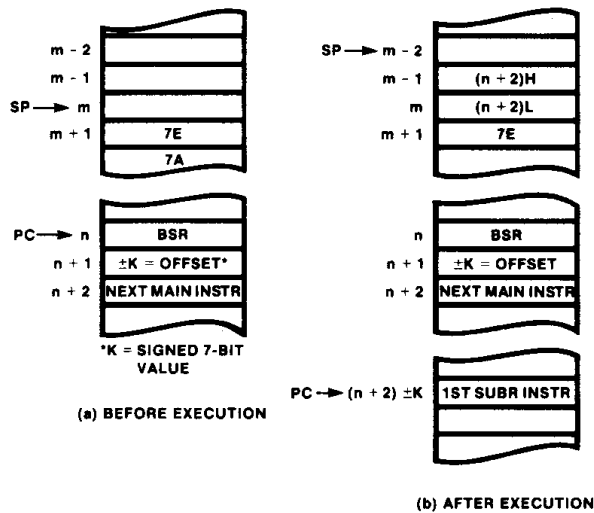 m - 2
m - 1
SP m
m + 1 7E
7A
PC n BSR
n + 1 ±K = OFFSET*
n + 2 NEXT MAIN INSTR
*K = SIGNED 7-BIT
VALUE
(a) BEFORE EXECUTION
SP m - 2
m - 1 (n + 2)H
m (n + 2)L
m + 1 7E
n BSR
n + 1 ±K = OFFSET
n + 2 NEXT MAIN INSTR
PC (n + 2) ±K 1ST SUBR INSTR
(b) AFTER EXECUTION